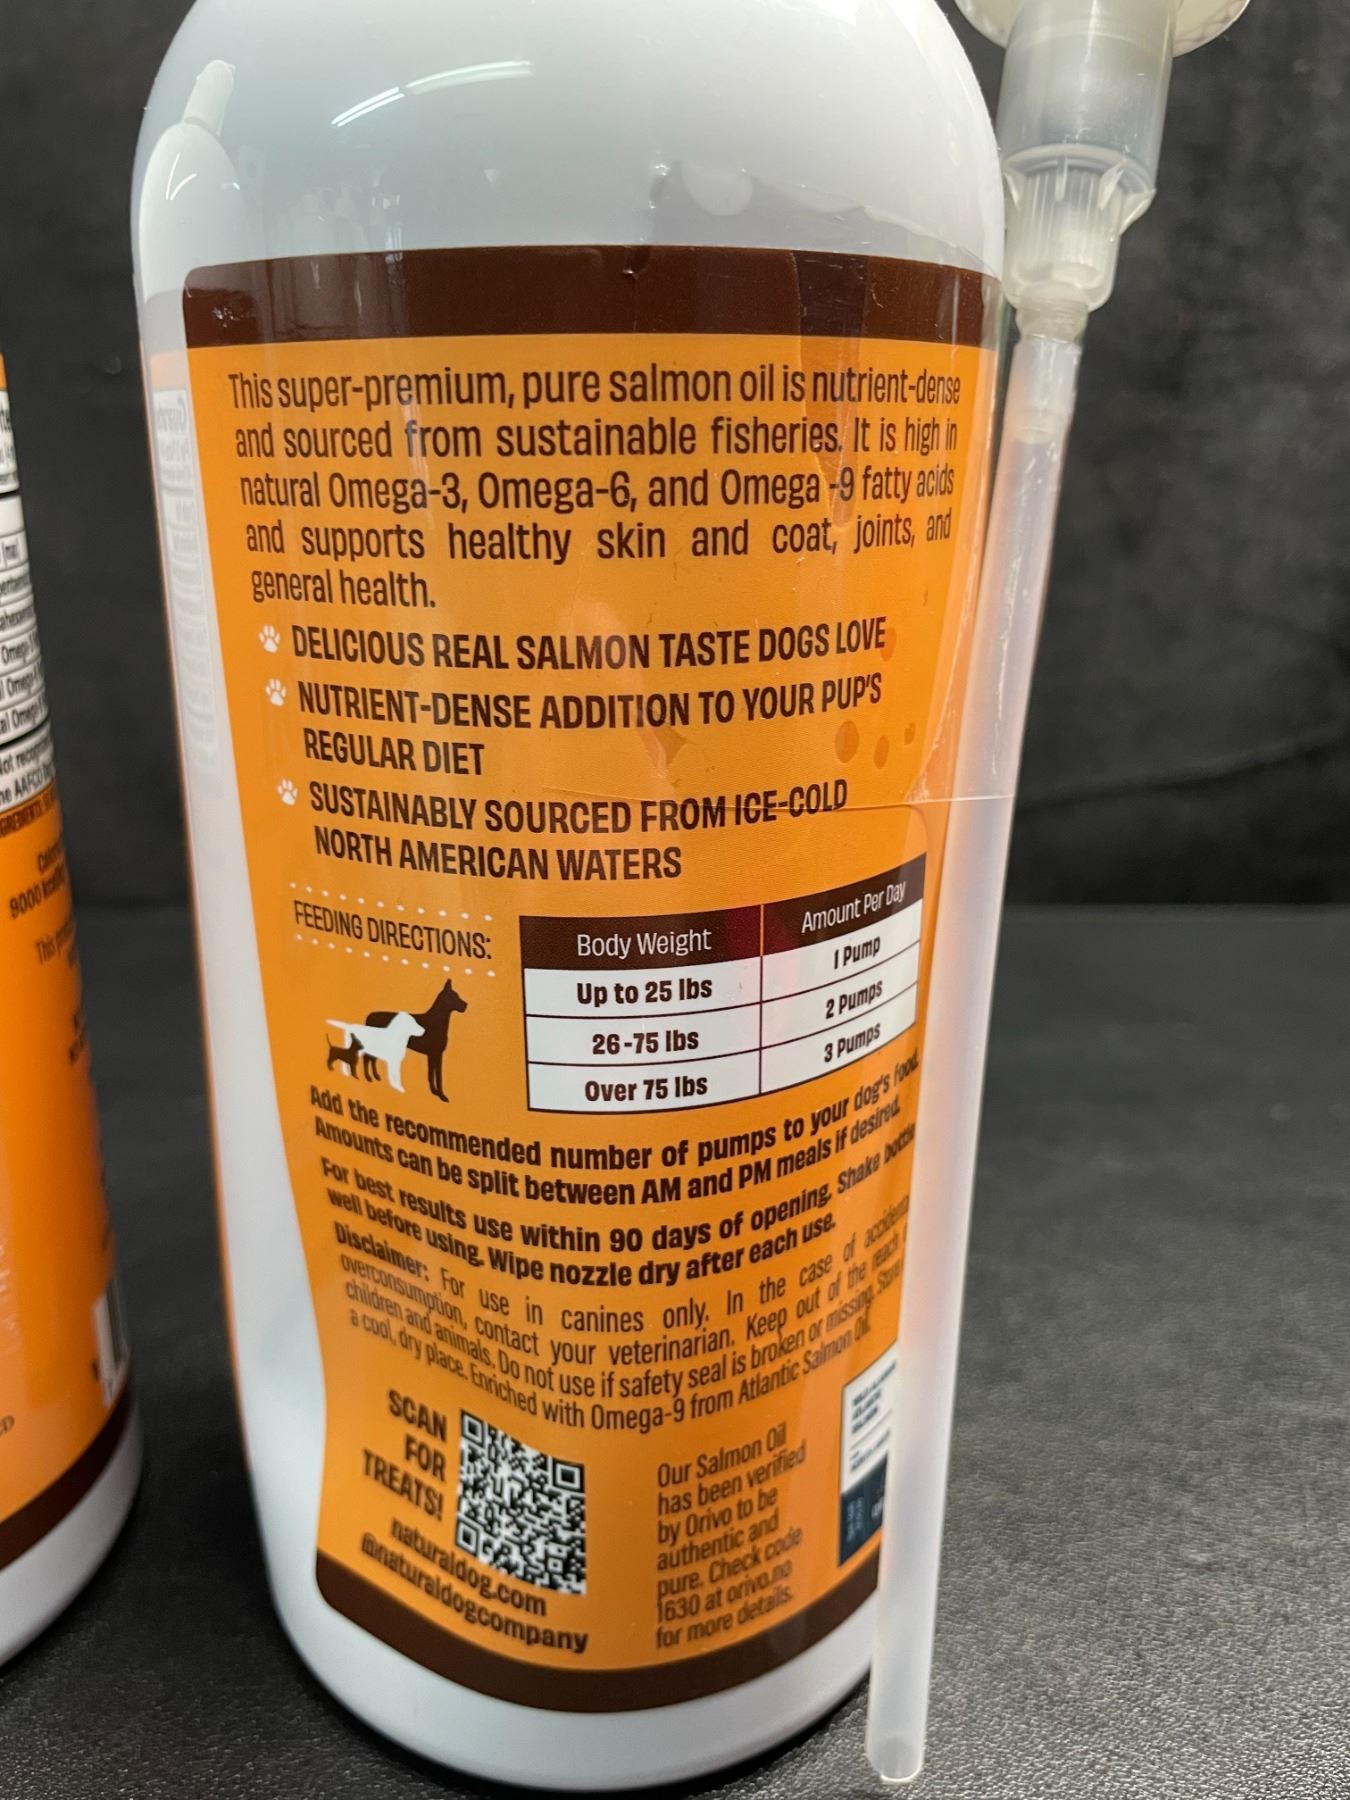 This super-premium, pure salmon oil is nutrient-dense
and sourced from sustainable fisheries. It is high in
natural Omega-3, Omega-6, and Omega -9 fatty acids
and supports healthy skin and coat, joints, and
general health.
DELICIOUS REAL SALMON TASTE DOGS LOVE
NUTRIENT-DENSE ADDITION TO YOUR PUP'S
REGULAR DIET
SUSTAINABLY SOURCED FROM ICE-COLD
NORTH AMERICAN WATERS
FEEDING DIRECTIONS:
Body Weight Amount Per Day
Up to 25 lbs 1 Pump
26-75 lbs 2 Pumps
Over 75 lbs 3 Pumps
Add the recommended number of pumps to your dog's food.
Amounts can be split between AM and PM meals if desired.
For best results use within 90 days of opening. Shake bottle
well before using. Wipe nozzle dry after each use.
Disclaimer: For use in canines only. In the case of
overconsumption, contact your veterinarian. Keep out of the reach
children and animals. Do not use if safety seal is broken or missing. Store
a cool, dry place. Enriched with Omega-9 from Atlantic Salmon Oil.
SCAN
FOR
TREATS!
naturaldog.com
@naturaldogcompany
Our Salmon Oil
has been verified
by Orivo to be
authentic and
pure. Check code
1630 at orivo.no
for more details.
9000
This